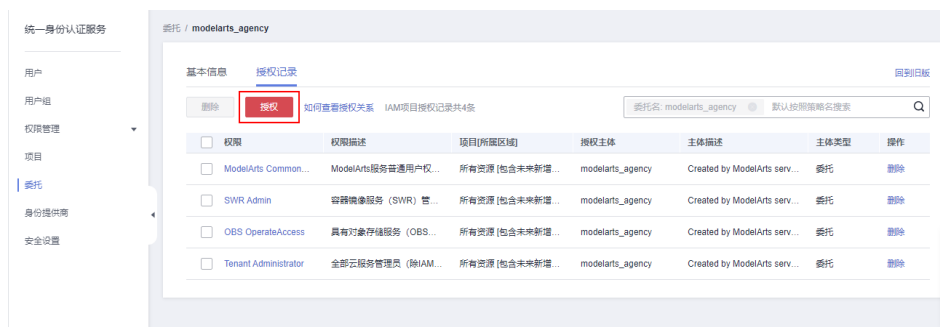 统一身份认证服务
用户
用户组
权限管理
项目
委托
身份提供商
安全设置
委托 / modelarts_agency
基本信息 授权记录 回到旧版
删除 授权 如何查看授权关系 IAM项目授权记录共4条 委托名: modelarts_agency 默认按照策略名搜索
权限 权限描述 项目[所属区域] 授权主体 主体描述 主体类型 操作
ModelArts Common... ModelArts服务普通用户权... 所有资源 [包含未来新增... modelarts_agency Created by ModelArts serv... 委托 删除
SWR Admin 容器镜像服务（SWR）管... 所有资源 [包含未来新增... modelarts_agency Created by ModelArts serv... 委托 删除
OBS OperateAccess 具有对象存储服务（OBS... 所有资源 [包含未来新增... modelarts_agency Created by ModelArts serv... 委托 删除
Tenant Administrator 全部云服务管理员（除IAM... 所有资源 [包含未来新增... modelarts_agency Created by ModelArts serv... 委托 删除